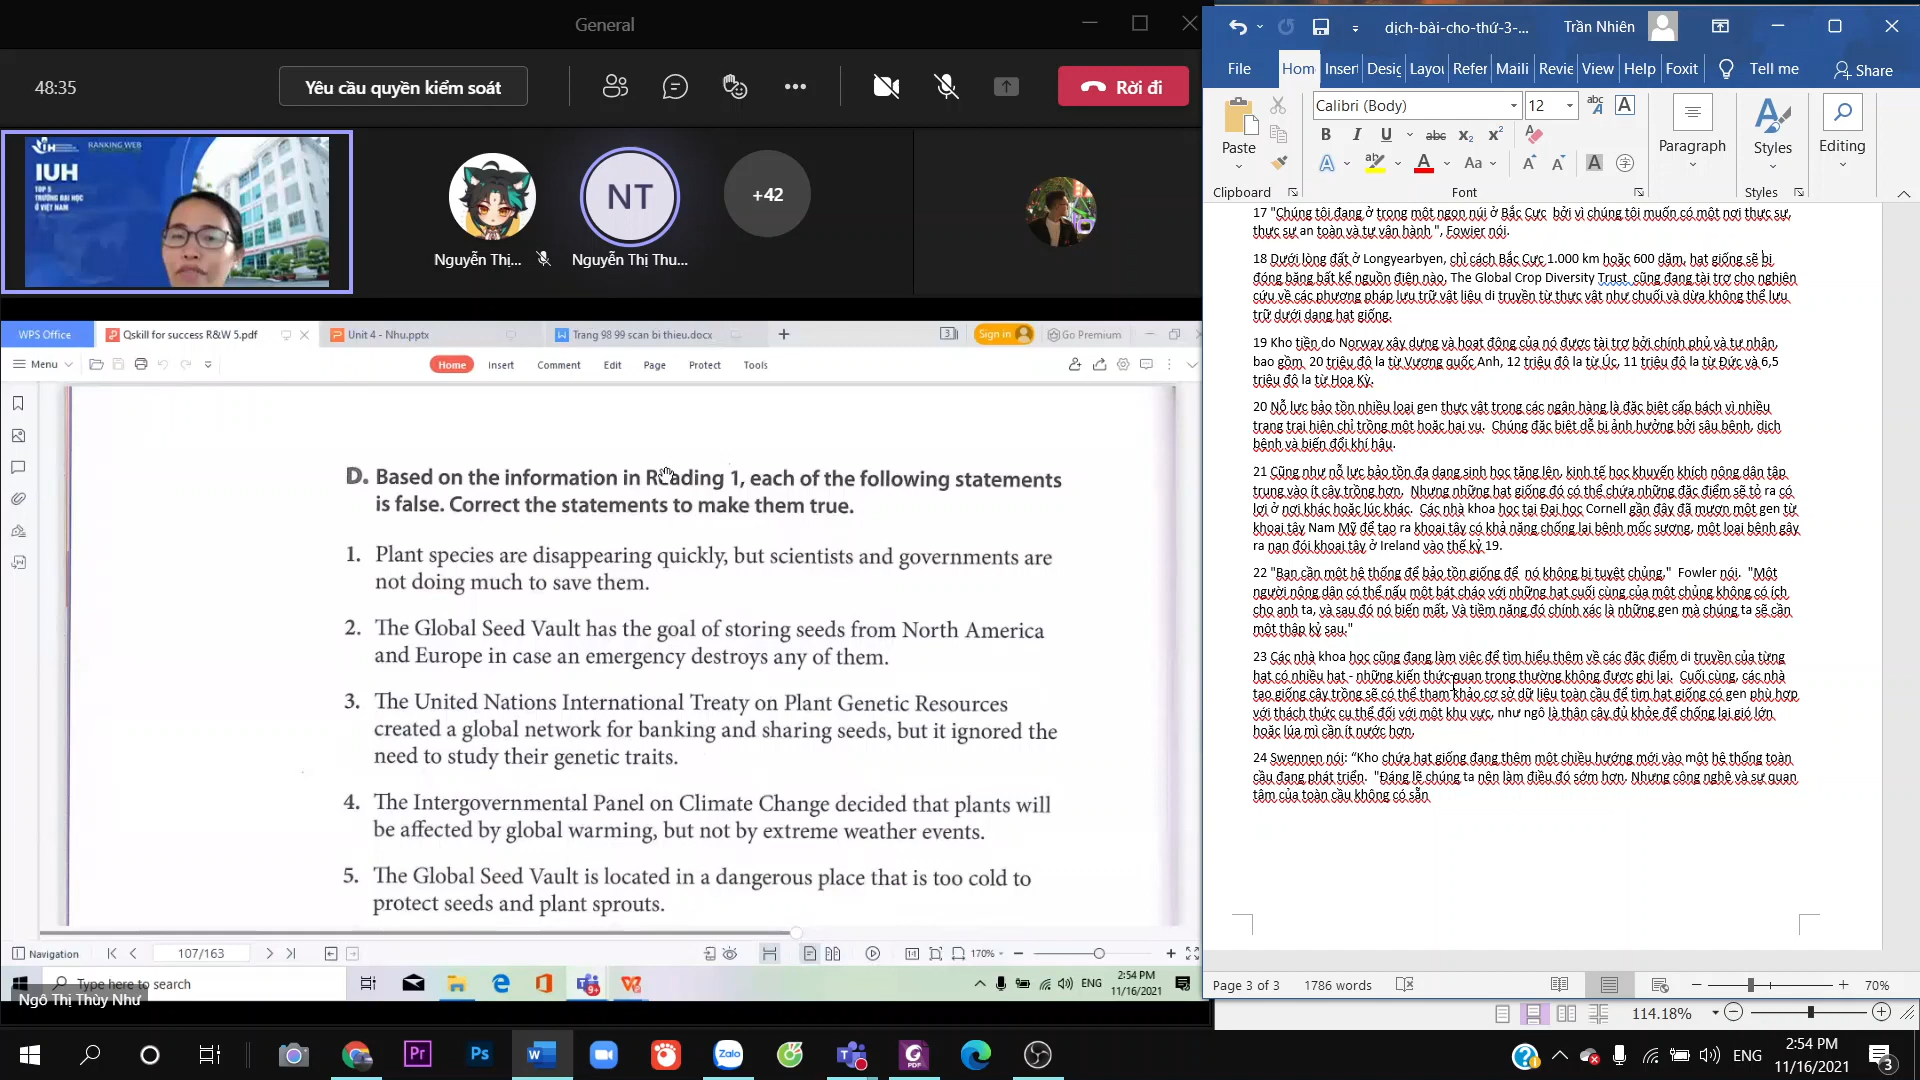 General
48:35
Yêu cầu quyền kiểm soát
Rời đi
RANKING WEB
IUH
TOP 5
TRƯỜNG ĐẠI HỌC
Ở VIỆT NAM
NT
+42
Nguyễn Thị...
Nguyễn Thị Thu...
WPS Office
Qskill for success R&W 5.pdf
Unit 4 - Nhu.pptx
Trang 98 99 scan bi thieu.docx
3
Sign in
Go Premium
Menu
Home
Insert
Comment
Edit
Page
Protect
Tools
D. Based on the information in Reading 1, each of the following statements
is false. Correct the statements to make them true.
1. Plant species are disappearing quickly, but scientists and governments are
not doing much to save them.
2. The Global Seed Vault has the goal of storing seeds from North America
and Europe in case an emergency destroys any of them.
3. The United Nations International Treaty on Plant Genetic Resources
created a global network for banking and sharing seeds, but it ignored the
need to study their genetic traits.
4. The Intergovernmental Panel on Climate Change decided that plants will
be affected by global warming, but not by extreme weather events.
5. The Global Seed Vault is located in a dangerous place that is too cold to
protect seeds and plant sprouts.
Navigation
107/163
170%
Type here to search
Ngô Thị Thùy Như
9+
ENG
2:54 PM
11/16/2021
dịch-bài-cho-thứ-3-...
Trần Nhiên
File
Hom
Insert
Desig
Layou
Refer
Maili
Revie
View
Help
Foxit
Tell me
Share
Paste
Calibri (Body)
12
Paragraph
Styles
Editing
Clipboard
Font
Styles
17 "Chúng tôi đang ở trong một ngọn núi ở Bắc Cực bởi vì chúng tôi muốn có một nơi thực sự,
thực sự an toàn và tự vận hành ", Fowler nói.
18 Dưới lòng đất ở Longyearbyen, chỉ cách Bắc Cực 1.000 km hoặc 600 dặm, hạt giống sẽ bị
đóng băng bất kể nguồn điện nào, The Global Crop Diversity Trust cũng đang tài trợ cho nghiên
cứu về các phương pháp lưu trữ vật liệu di truyền từ thực vật như chuối và dừa không thể lưu
trữ dưới dạng hạt giống.
19 Kho tiền do Norway xây dựng và hoạt động của nó được tài trợ bởi chính phủ và tư nhân,
bao gồm 20 triệu đô la từ Vương quốc Anh, 12 triệu đô la từ Úc, 11 triệu đô la từ Đức và 6,5
triệu đô la từ Hoa Kỳ.
20 Nỗ lực bảo tồn nhiều loại gen thực vật trong các ngân hàng là đặc biệt cấp bách vì nhiều
trang trại hiện chỉ trồng một hoặc hai vụ. Chúng đặc biệt dễ bị ảnh hưởng bởi sâu bệnh, dịch
bệnh và biến đổi khí hậu.
21 Cũng như nỗ lực bảo tồn đa dạng sinh học tăng lên, kinh tế học khuyến khích nông dân tập
trung vào ít cây trồng hơn. Nhưng những hạt giống đó có thể chứa những đặc điểm sẽ tỏ ra có
lợi ở nơi khác hoặc lúc khác. Các nhà khoa học tại Đại học Cornell gần đây đã mượn một gen từ
khoai tây Nam Mỹ để tạo ra khoai tây có khả năng chống lại bệnh mốc sương, một loại bệnh gây
ra nạn đói khoai tây ở Ireland vào thế kỷ 19.
22 "Bạn cần một hệ thống để bảo tồn giống để nó không bị tuyệt chủng," Fowler nói. "Một
người nông dân có thể nấu một bát cháo với những hạt cuối cùng của một chủng không có ích
cho anh ta, và sau đó nó biến mất. Và tiềm năng đó chính xác là những gen mà chúng ta sẽ cần
một thập kỷ sau."
23 Các nhà khoa học cũng đang làm việc để tìm hiểu thêm về các đặc điểm di truyền của từng
hạt có nhiều hạt - những kiến thức quan trọng thường không được ghi lại. Cuối cùng, các nhà
tạo giống cây trồng sẽ có thể tham khảo cơ sở dữ liệu toàn cầu để tìm hạt giống có gen phù hợp
với thách thức cụ thể đối với một khu vực, như ngô là thân cây đủ khỏe để chống lại gió lớn
hoặc lúa mì cần ít nước hơn.
24 Swennen nói: “Kho chứa hạt giống đang thêm một chiều hướng mới vào một hệ thống toàn
cầu đang phát triển. "Đáng lẽ chúng ta nên làm điều đó sớm hơn. Nhưng công nghệ và sự quan
tâm của toàn cầu không có sẵn
Page 3 of 3
1786 words
70%
114.18%
ENG
2:54 PM
11/16/2021
3